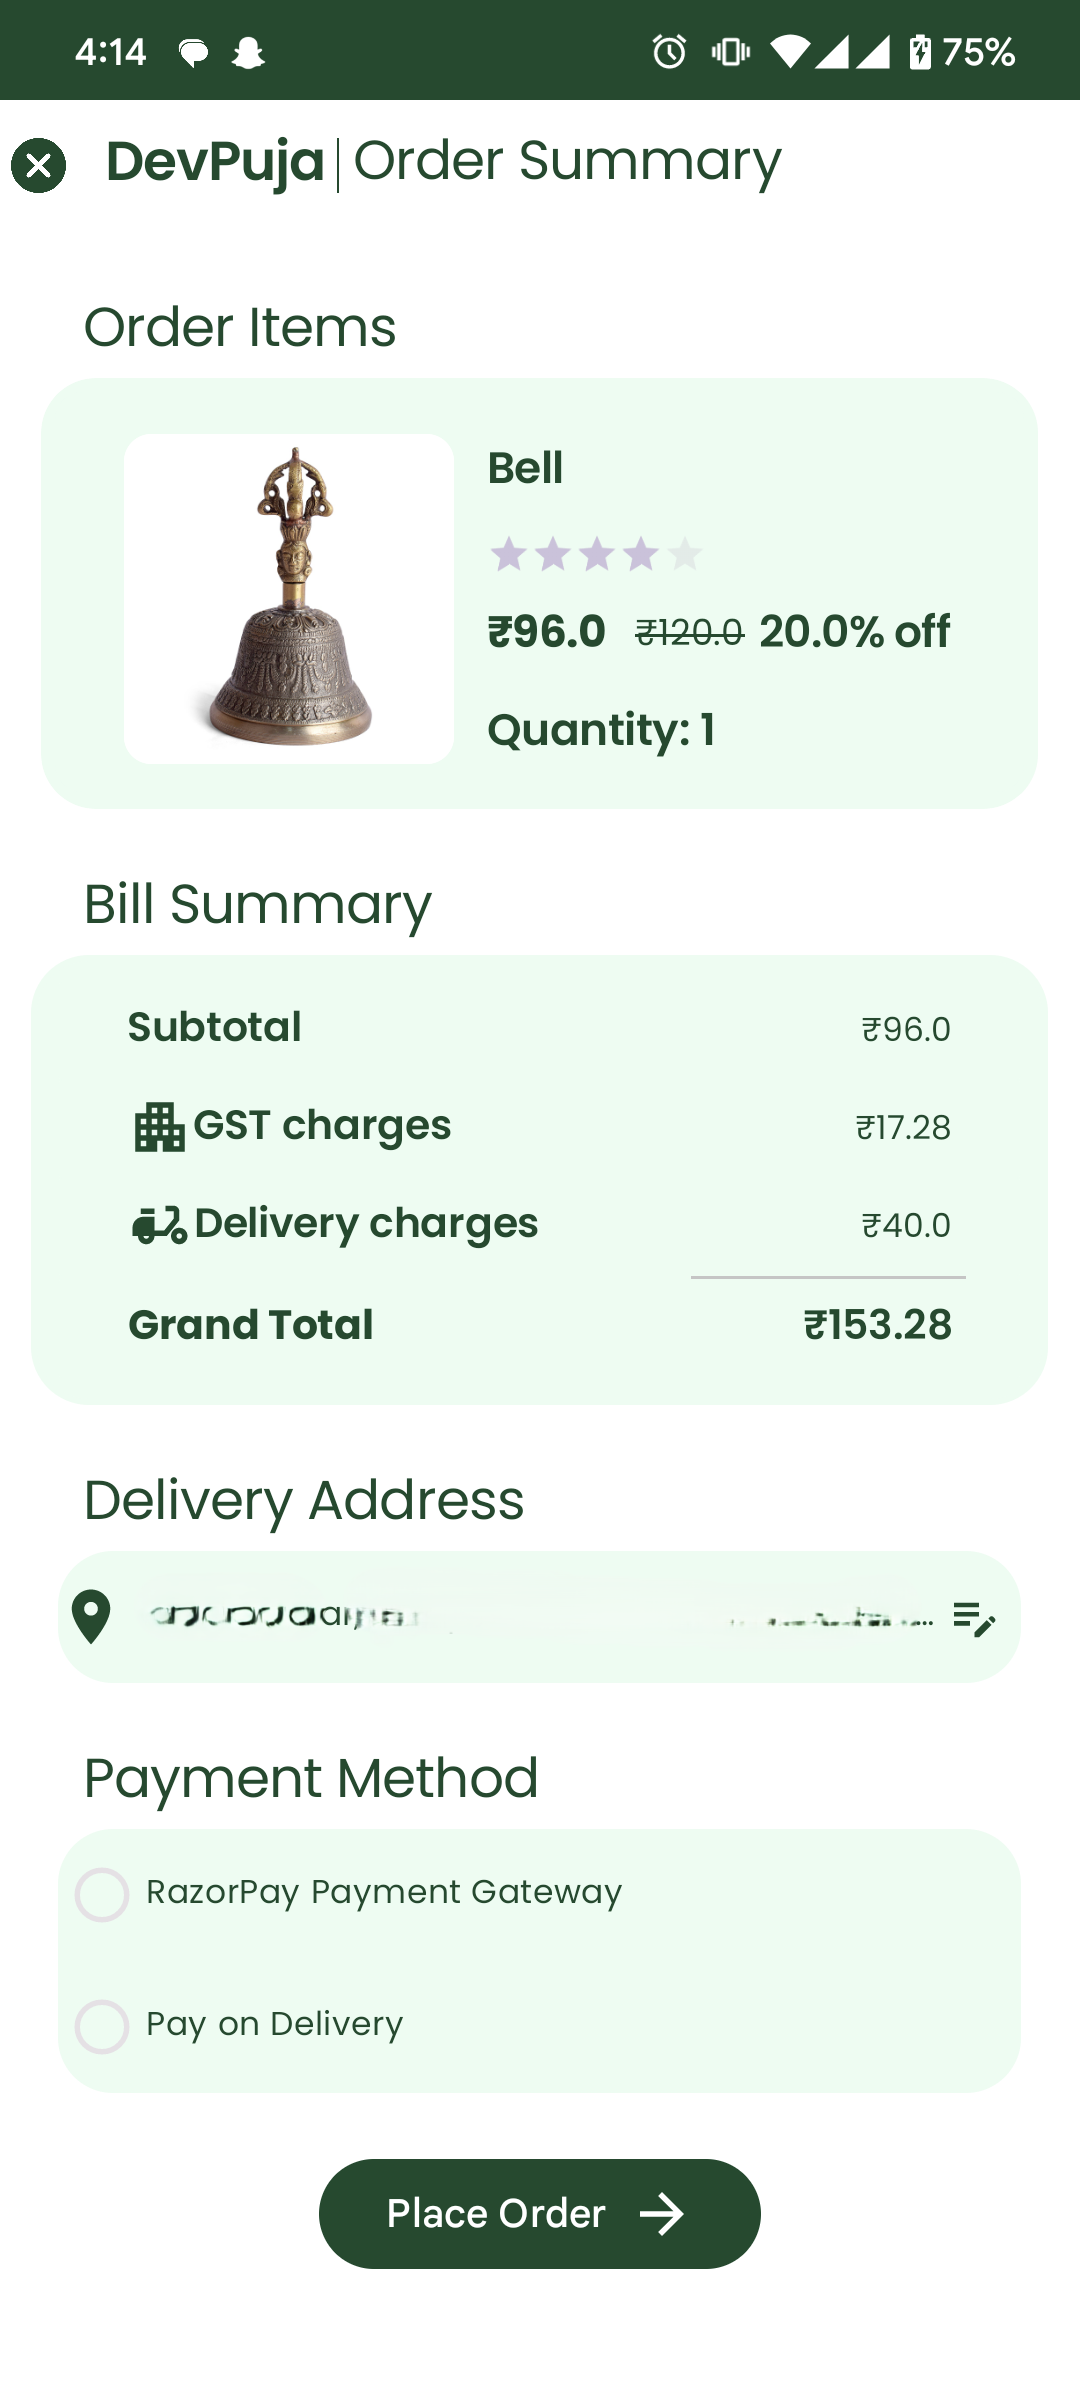 4:14 75%
DevPuja | Order Summary
Order Items
Bell
₹96.0 ₹120.0 20.0% off
Quantity: 1
Bill Summary
Subtotal ₹96.0
GST charges ₹17.28
Delivery charges ₹40.0
Grand Total ₹153.28
Delivery Address
...
Payment Method
RazorPay Payment Gateway
Pay on Delivery
Place Order →